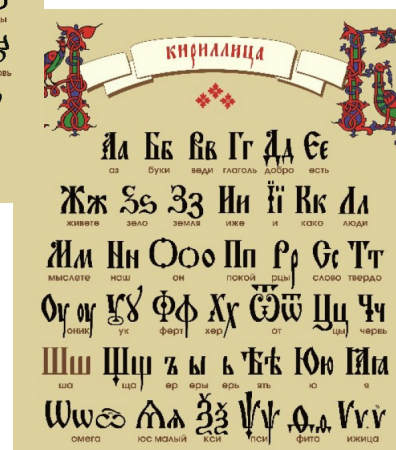 кириллица
Аа Бб Вв Гг Дд Єє
аз буки веди глаголь добро есть
Жж Ѕѕ Зз Ии Її Кк Лл
живете зело земля иже и како люди
Мм Нн Оо о Пп Рр Сс Тт
мыслете наш он покой рцы слово твердо
Оу оу Ꙋꙋ Фф Хх Ѿѿ Цц Чч
оник ук ферт хер от цы червь
Шш Щщ ъ ы ь Ѣѣ Юю Ꙗꙗ
ша ща ер еры ерь ять ю я
Ѡѡ Ѧѧ Ѯѯ Ѱѱ Ѳѳ Ѵѵ ѷ
омега юс малый кси пси фита ижица